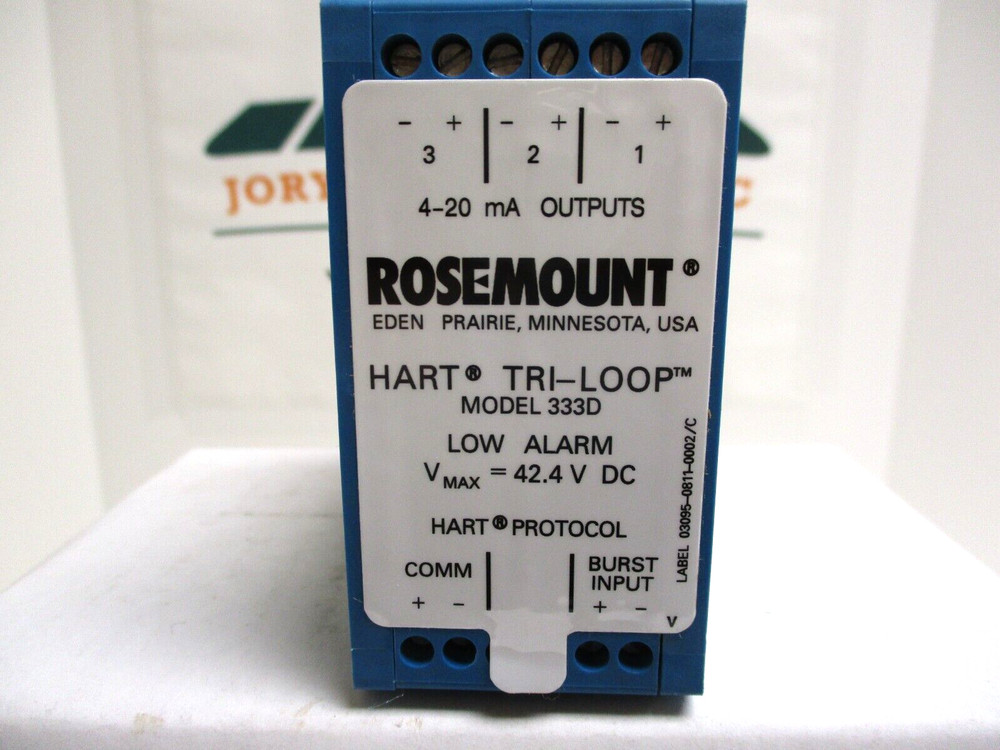 - + - + - +
3 2 1
4-20 mA OUTPUTS
ROSEMOUNT®
EDEN PRAIRIE, MINNESOTA, USA
HART® TRI-LOOP™
MODEL 333D
LOW ALARM
VMAX = 42.4 V DC
HART® PROTOCOL
COMM
BURST
INPUT
+ - + -
V
LABEL 03095-0811-0002/C
JORY
C